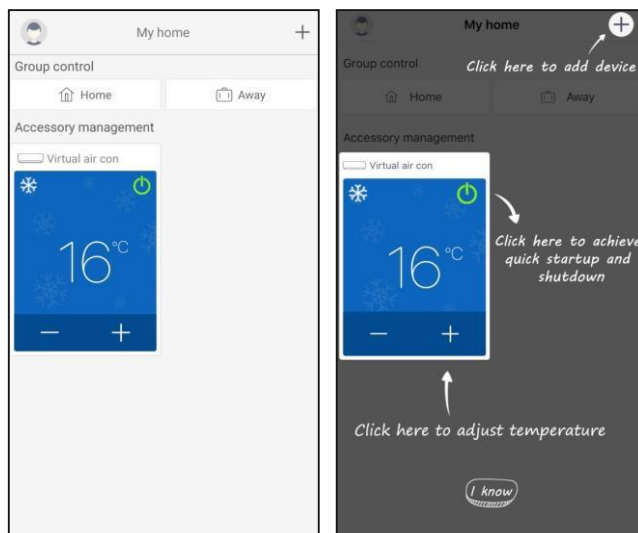 My home
+
Group control
Home
Away
Accessory management
Virtual air con
16°C
− +
My home
+
Click here to add device
Group control
Home
Away
Accessory management
Virtual air con
16°C
− +
Click here to achieve
quick startup and
shutdown
Click here to adjust temperature
I know